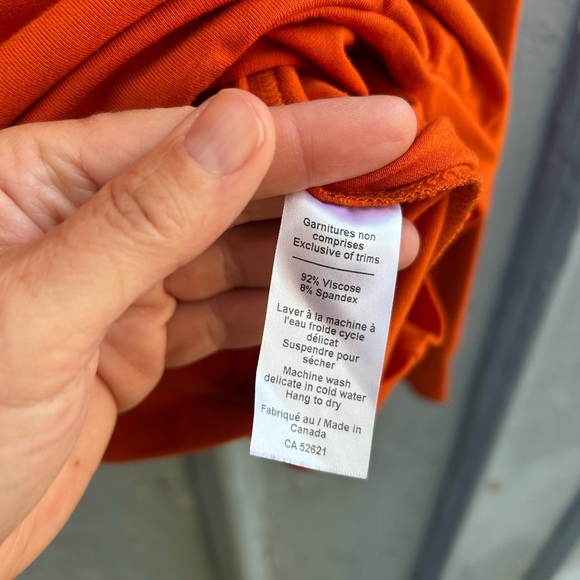 Garnitures non
comprises
Exclusive of trims
92% Viscose
8% Spandex
Laver à la machine à
l'eau froide cycle
délicat
Suspendre pour
sécher
Machine wash
delicate in cold water
Hang to dry
Fabriqué au / Made in
Canada
CA 52621